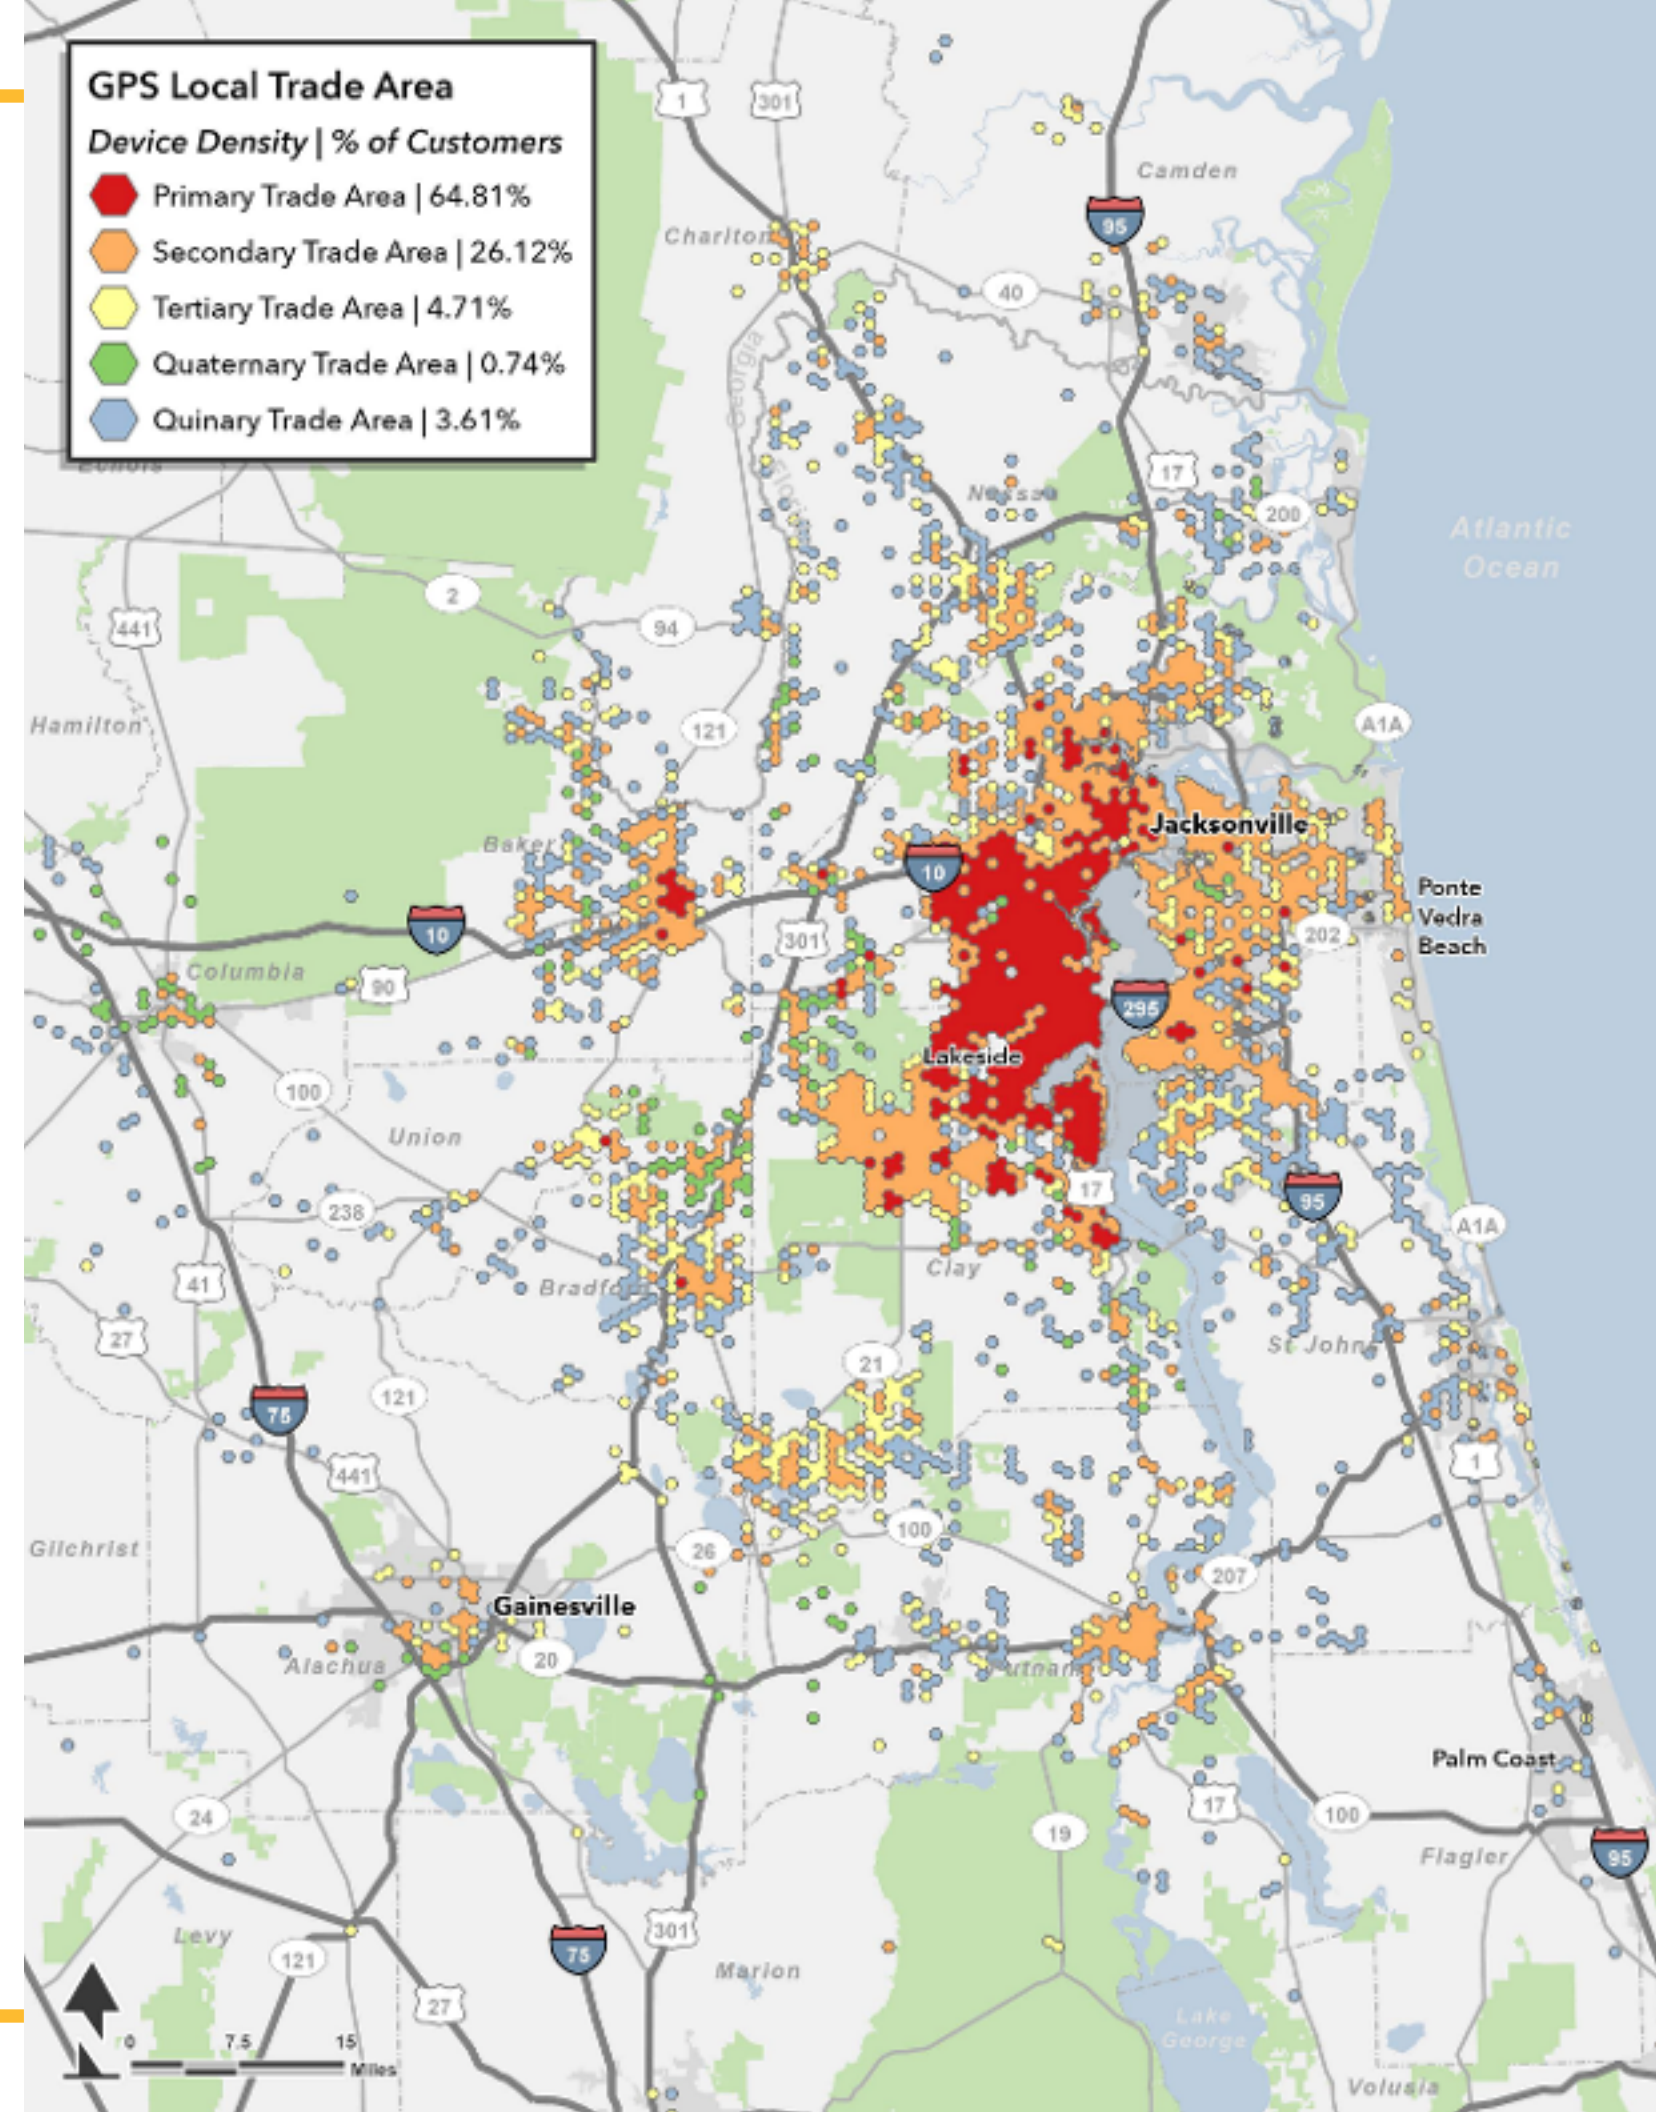 GPS Local Trade Area
Device Density | % of Customers
Primary Trade Area | 64.81%
Secondary Trade Area | 26.12%
Tertiary Trade Area | 4.71%
Quaternary Trade Area | 0.74%
Quinary Trade Area | 3.61%
1
301
Camden
95
Charlton
40
Georgia
Echols
17
Florida
Nassau
200
Atlantic
Ocean
2
441
94
Hamilton
121
A1A
Jacksonville
Baker
10
Ponte
Vedra
Beach
10
301
202
Columbia
90
295
Lakeside
100
Union
17
95
238
A1A
Clay
41
Bradford
27
St Johns
21
121
75
441
1
100
Gilchrist
26
207
Gainesville
20
Alachua
Putnam
Palm Coast
17
24
19
100
95
Flagler
301
Levy
75
121
Marion
27
Lake
George
0 7.5 15
Miles
Volusia